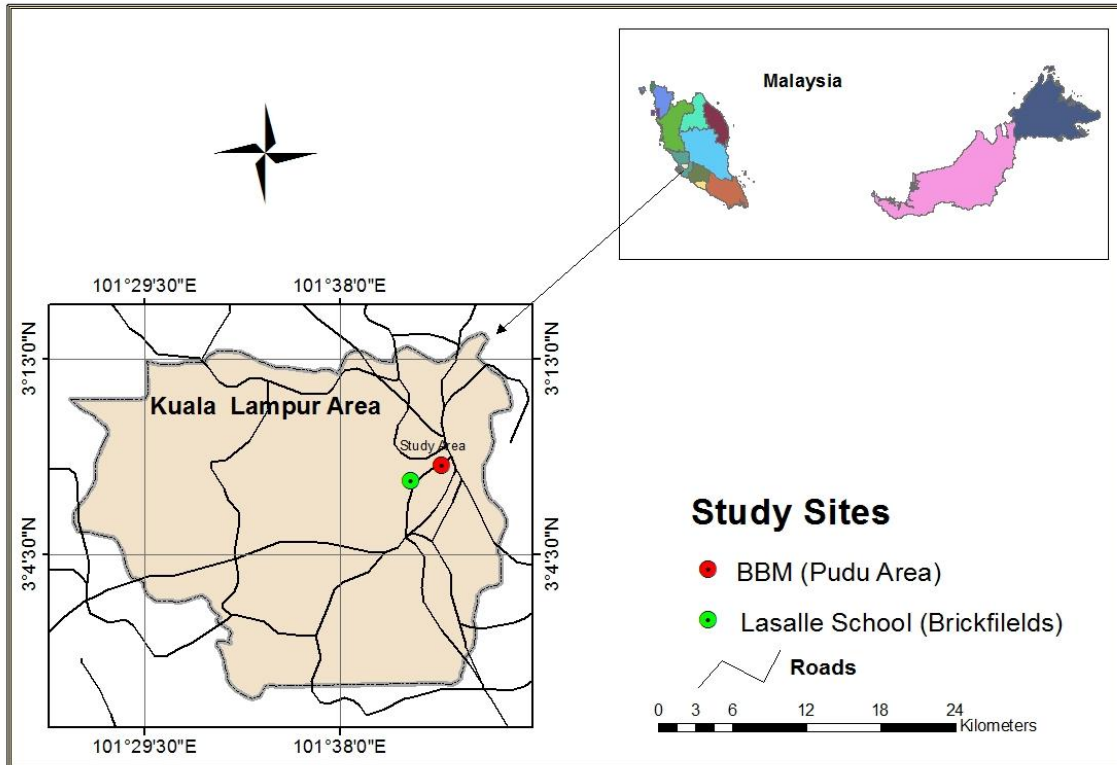 Malaysia
101°29'30"E 101°38'0"E
3°13'0"N 3°13'0"N
Kuala Lampur Area
Study Area
3°4'30"N 3°4'30"N
101°29'30"E 101°38'0"E
Study Sites
BBM (Pudu Area)
Lasalle School (Brickfilelds)
Roads
0 3 6 12 18 24
Kilometers